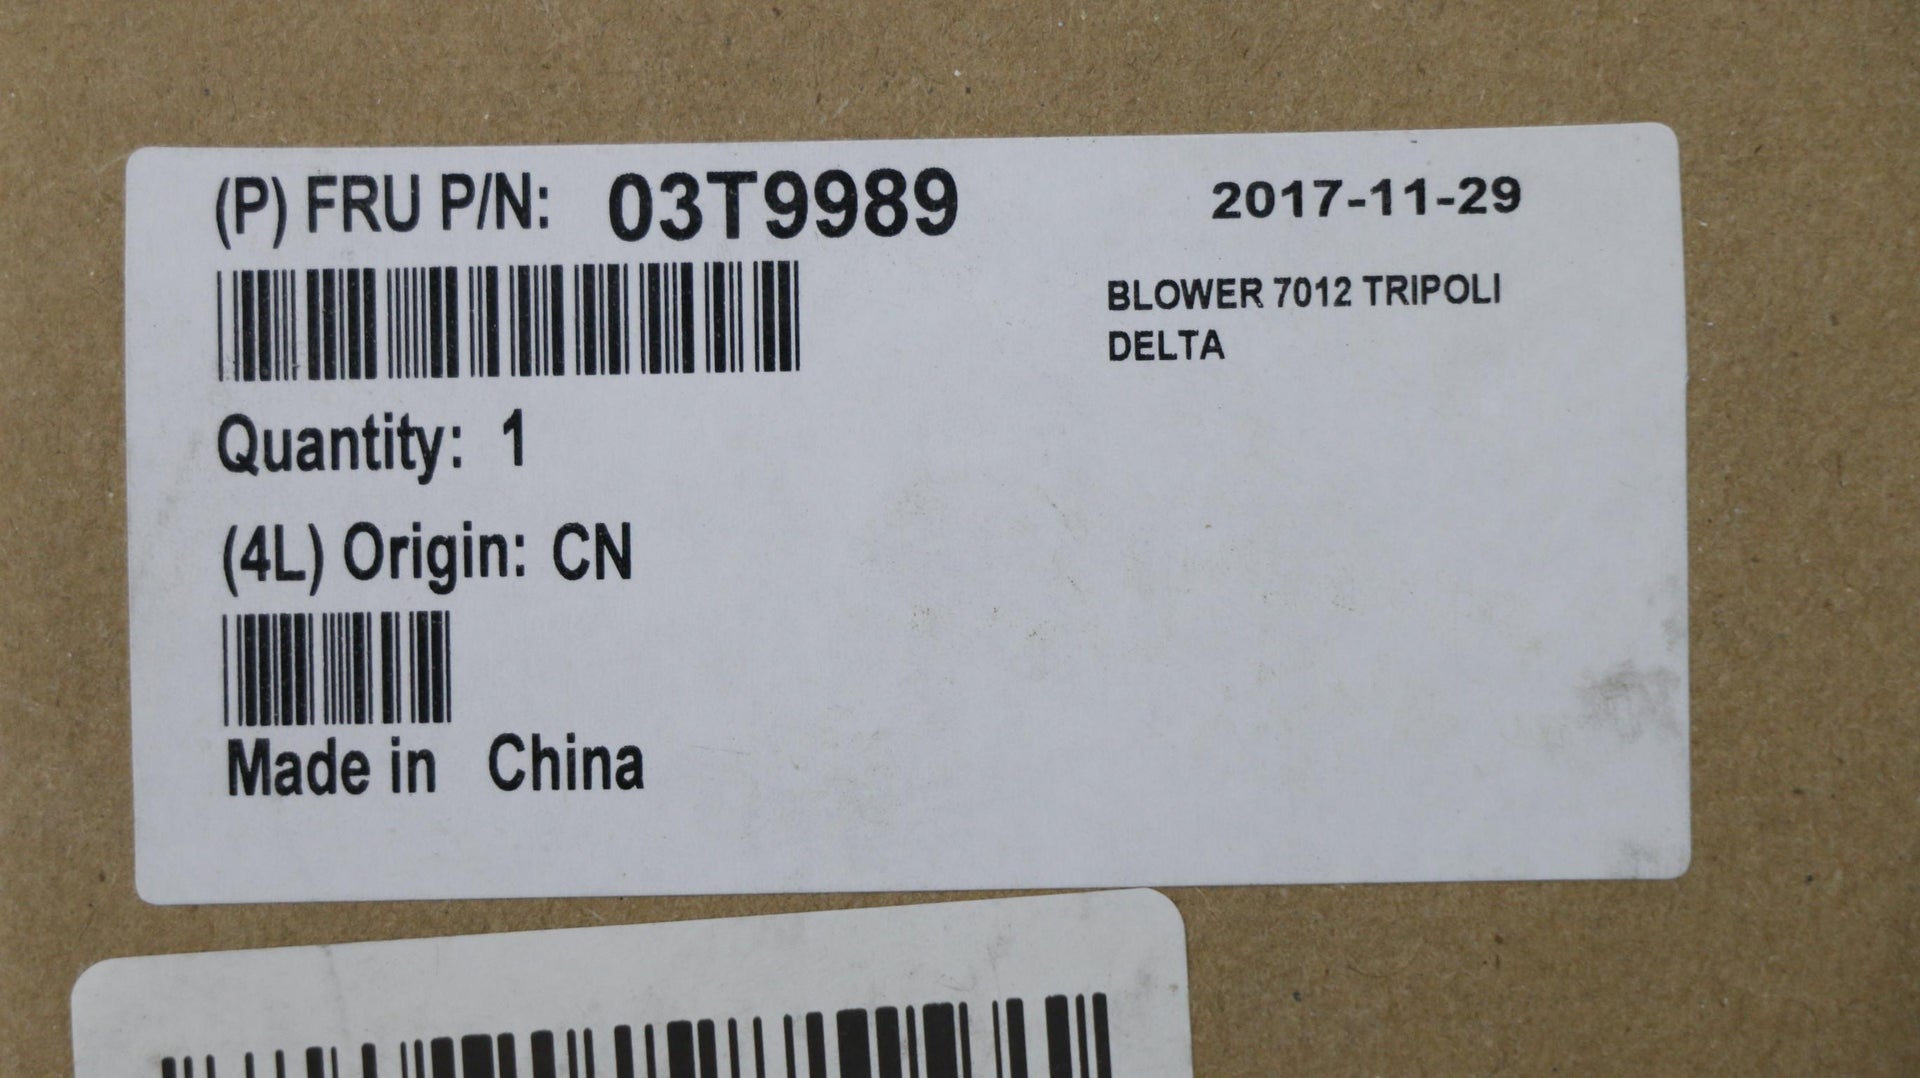 (P) FRU P/N: 03T9989
2017-11-29
BLOWER 7012 TRIPOLI
DELTA
Quantity: 1
(4L) Origin: CN
Made in China